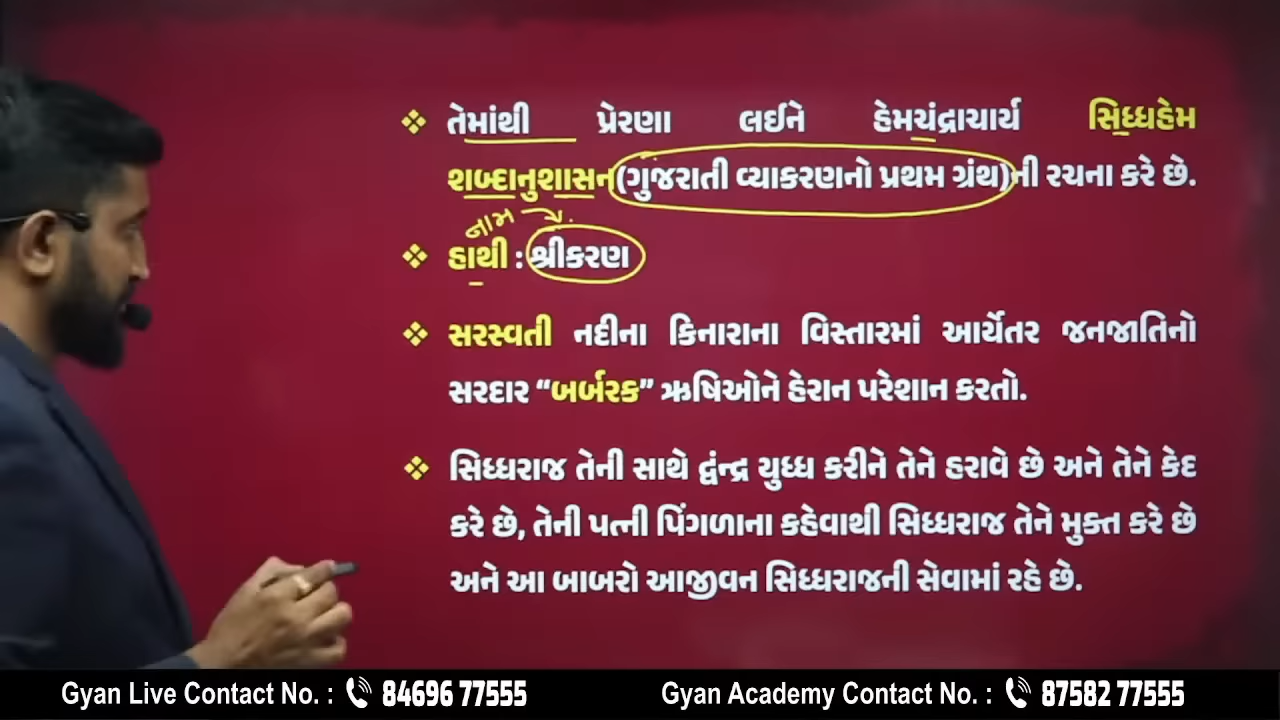 ❖ તેમાંથી પ્રેરણા લઈને હેમચંદ્રાચાર્ય સિધ્ધહેમ
શબ્દાનુશાસન(ગુજરાતી વ્યાકરણનો પ્રથમ ગ્રંથ)ની રચના કરે છે.
નામ
❖ હાથી : શ્રીકરણ
❖ સરસ્વતી નદીના કિનારાના વિસ્તારમાં આર્યેતર જનજાતિનો
સરદાર “બર્બરક” ઋષિઓને હેરાન પરેશાન કરતો.
❖ સિધ્ધરાજ તેની સાથે દ્વંન્દ્ર યુધ્ધ કરીને તેને હરાવે છે અને તેને કેદ
કરે છે, તેની પત્ની પિંગળાના કહેવાથી સિધ્ધરાજ તેને મુક્ત કરે છે
અને આ બાબરો આજીવન સિધ્ધરાજની સેવામાં રહે છે.
Gyan Live Contact No. : 84696 77555 Gyan Academy Contact No. : 87582 77555